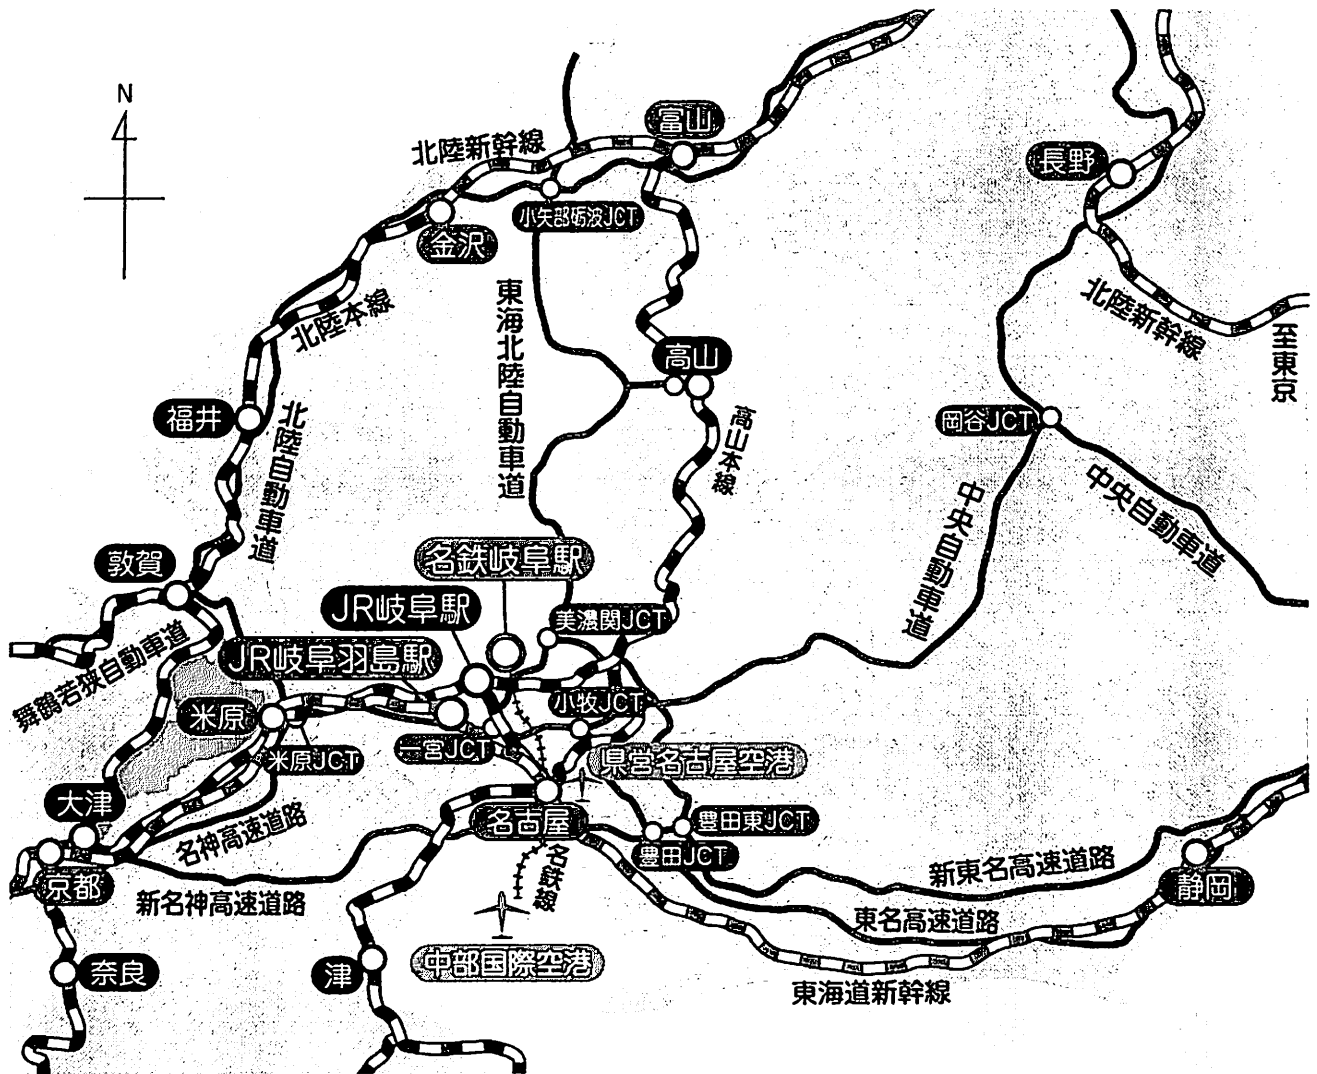 N
富山
北陸新幹線
長野
小矢部砺波JCT
金沢
東海北陸自動車道
北陸本線
北陸新幹線
至東京
高山
福井
北陸自動車道
高山本線
岡谷JCT
中央自動車道
中央自動車道
敦賀
名鉄岐阜駅
JR岐阜駅
美濃関JCT
舞鶴若狭自動車道
JR岐阜羽島駅
米原
小牧JCT
米原JCT
一宮JCT
県営名古屋空港
大津
名古屋
豊田東JCT
名神高速道路
豊田JCT
新東名高速道路
京都
新名神高速道路
名鉄線
静岡
東名高速道路
奈良
津
中部国際空港
東海道新幹線